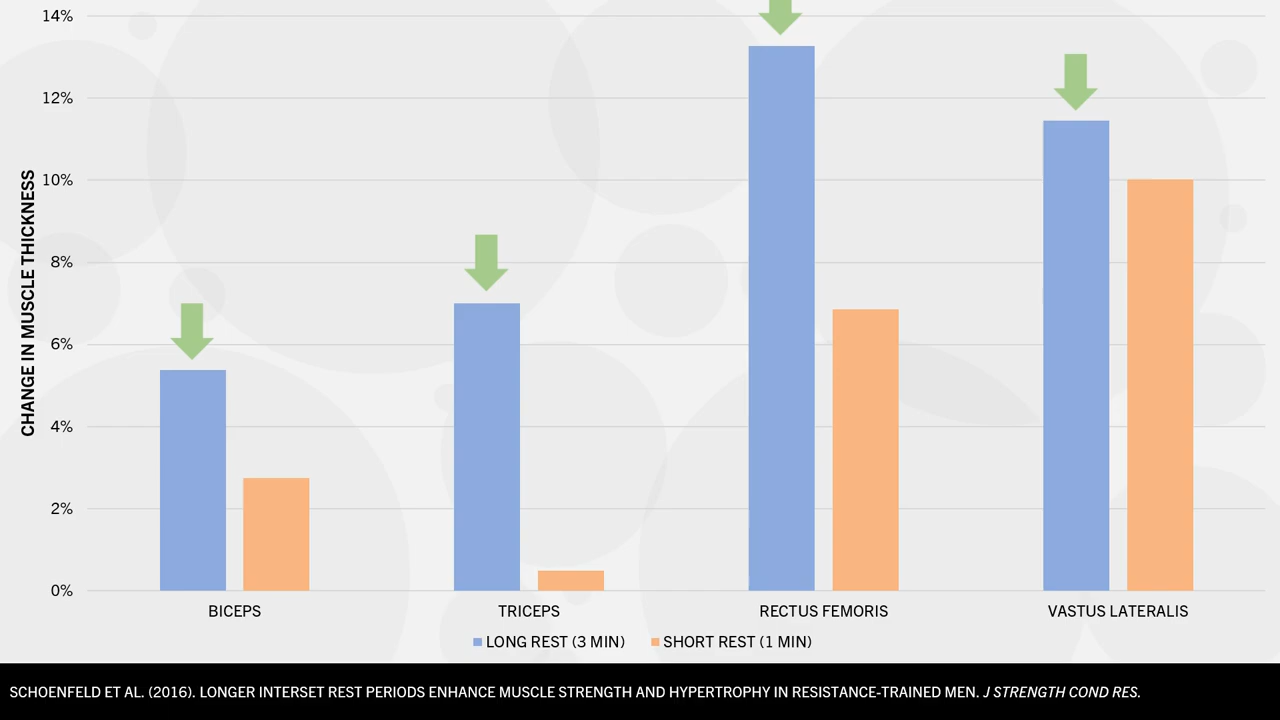 14%
12%
10%
8%
6%
4%
2%
0%
CHANGE IN MUSCLE THICKNESS
BICEPS TRICEPS RECTUS FEMORIS VASTUS LATERALIS
LONG REST (3 MIN) SHORT REST (1 MIN)
SCHOENFELD ET AL. (2016). LONGER INTERSET REST PERIODS ENHANCE MUSCLE STRENGTH AND HYPERTROPHY IN RESISTANCE-TRAINED MEN. J STRENGTH COND RES.